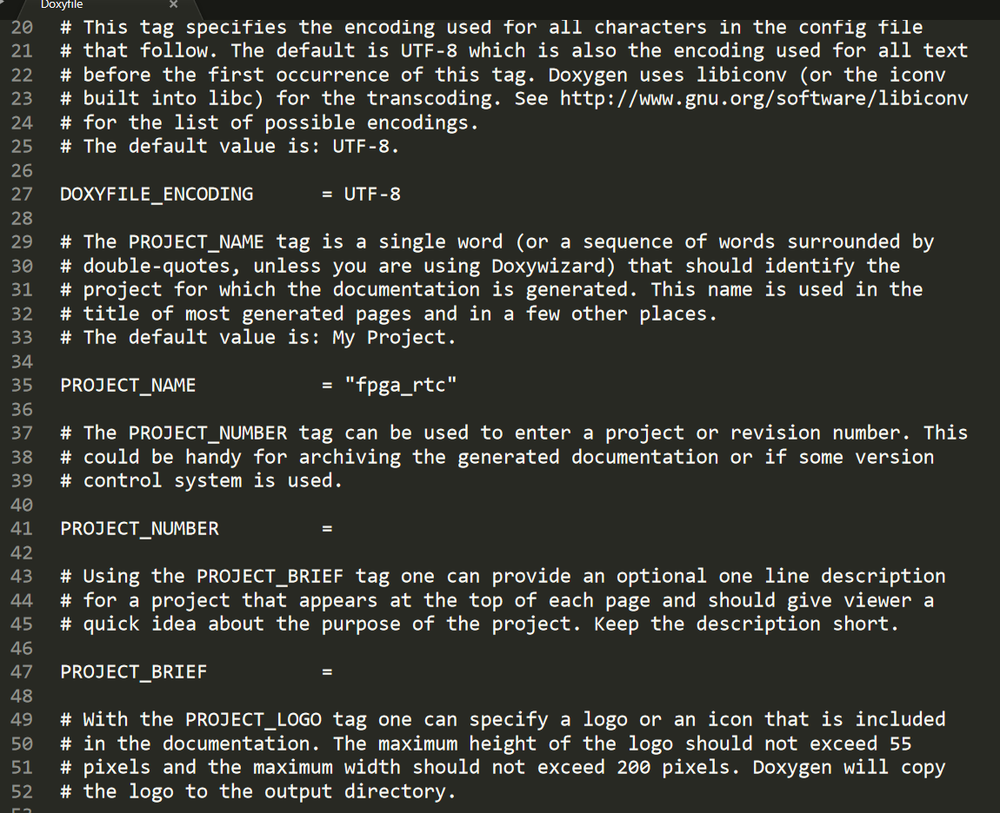 Doxyfile ×
20 # This tag specifies the encoding used for all characters in the config file
21 # that follow. The default is UTF-8 which is also the encoding used for all text
22 # before the first occurrence of this tag. Doxygen uses libiconv (or the iconv
23 # built into libc) for the transcoding. See http://www.gnu.org/software/libiconv
24 # for the list of possible encodings.
25 # The default value is: UTF-8.
26
27 DOXYFILE_ENCODING      = UTF-8
28
29 # The PROJECT_NAME tag is a single word (or a sequence of words surrounded by
30 # double-quotes, unless you are using Doxywizard) that should identify the
31 # project for which the documentation is generated. This name is used in the
32 # title of most generated pages and in a few other places.
33 # The default value is: My Project.
34
35 PROJECT_NAME           = "fpga_rtc"
36
37 # The PROJECT_NUMBER tag can be used to enter a project or revision number. This
38 # could be handy for archiving the generated documentation or if some version
39 # control system is used.
40
41 PROJECT_NUMBER         =
42
43 # Using the PROJECT_BRIEF tag one can provide an optional one line description
44 # for a project that appears at the top of each page and should give viewer a
45 # quick idea about the purpose of the project. Keep the description short.
46
47 PROJECT_BRIEF          =
48
49 # With the PROJECT_LOGO tag one can specify a logo or an icon that is included
50 # in the documentation. The maximum height of the logo should not exceed 55
51 # pixels and the maximum width should not exceed 200 pixels. Doxygen will copy
52 # the logo to the output directory.